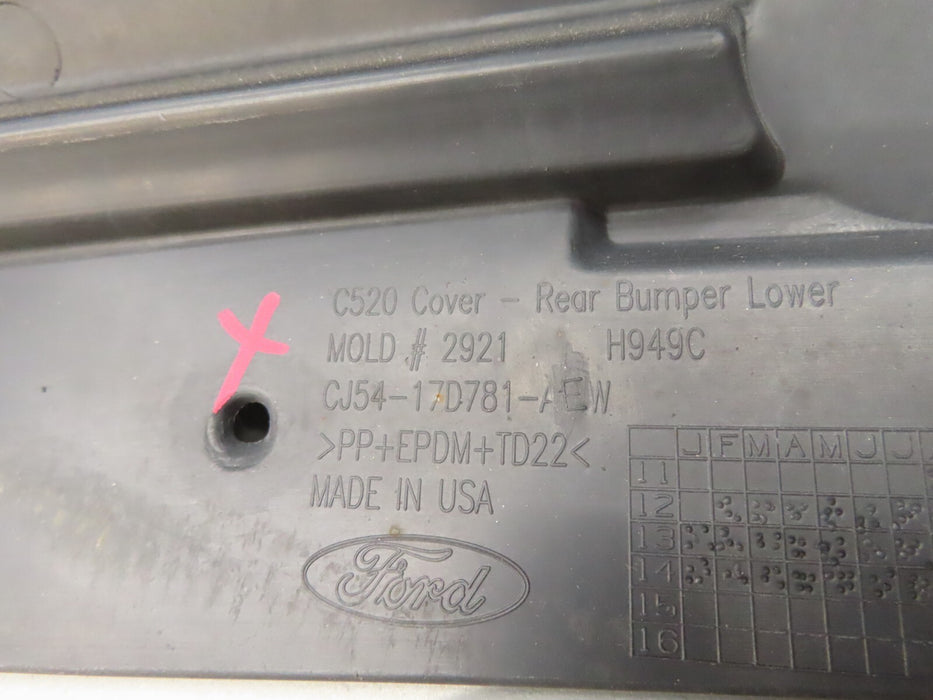 C520 Cover - Rear Bumper Lower
MOLD # 2921 H949C
CJ54-17D781-AEW
>PP+EPDM+TD22<
MADE IN USA
Ford
J F M A M J J
11
12
13
14
15
16